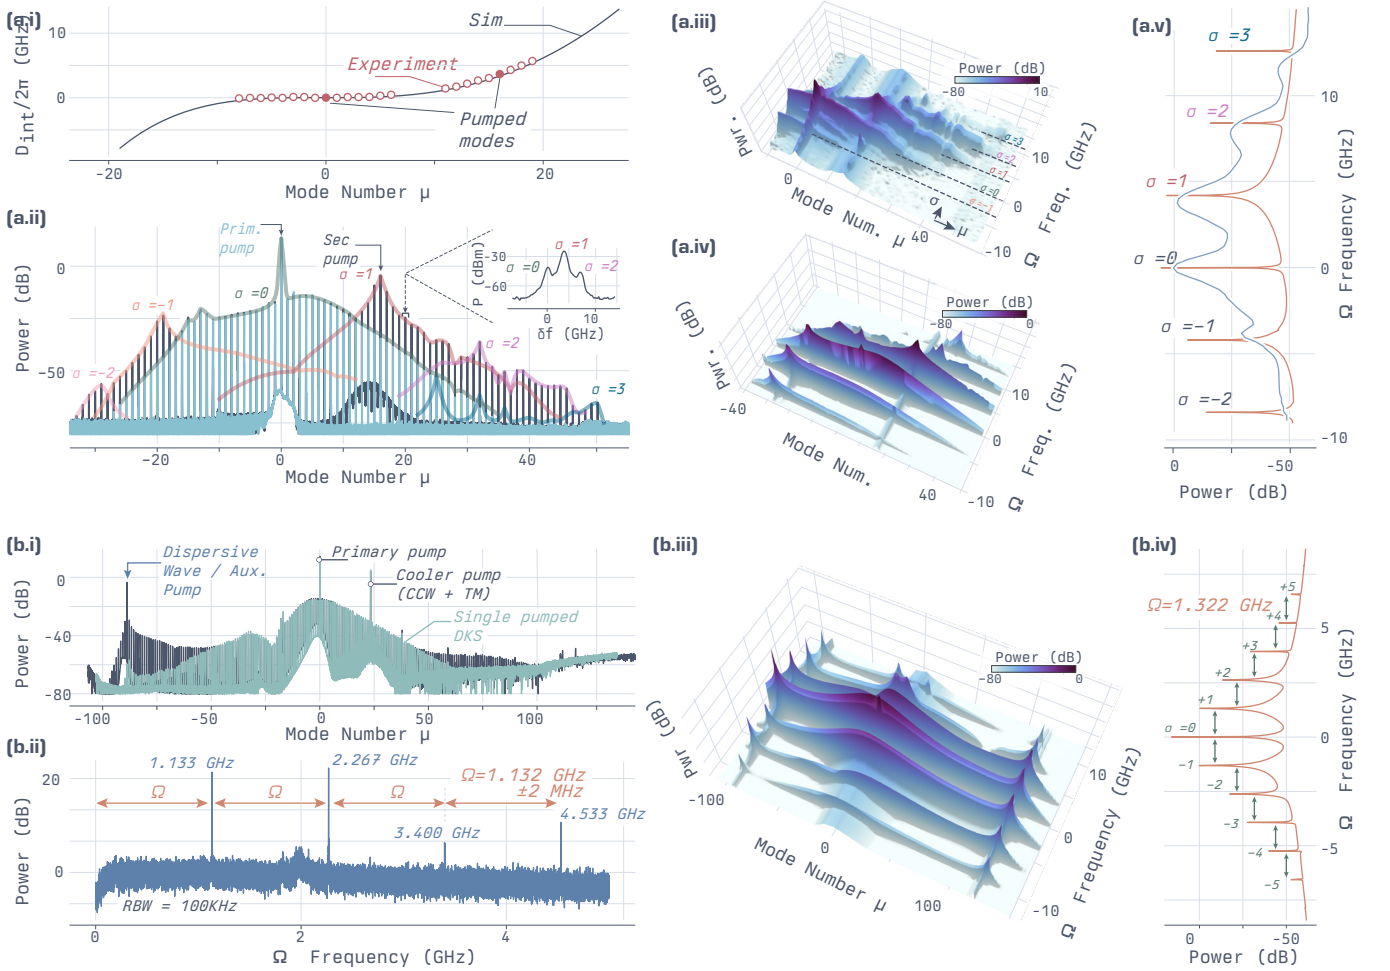 (a.i)
Dint/2π (GHz)
10
0
Sim
Experiment
Pumped
modes
−20
0
20
Mode Number μ
(a.ii)
Power (dB)
0
−50
Prim.
pump
Sec
pump
σ =−2
σ =−1
σ =0
σ =1
σ =2
σ =3
P (dBm)
−30
−60
σ =0
σ =1
σ =2
0
10
δf (GHz)
−20
0
20
40
Mode Number μ
(a.iii)
Pwr. (dB)
Power (dB)
−80
10
σ=3
σ=2
σ=1
σ=0
σ=−1
σ
μ
0
40
Mode Num. μ
10
0
−10
Ω Freq. (GHz)
(a.iv)
Pwr. (dB)
Power (dB)
−80
0
−40
40
Mode Num.
10
0
−10
Ω Freq. (GHz)
(a.v)
σ =3
σ =2
σ =1
σ =0
σ =−1
σ =−2
10
0
−10
Ω Frequency (GHz)
0
−50
Power (dB)
(b.i)
Power (dB)
0
−40
−80
Dispersive
Wave / Aux.
Pump
Primary pump
Cooler pump
(CCW + TM)
Single pumped
DKS
−100
−50
0
50
100
Mode Number μ
(b.ii)
Power (dB)
20
0
1.133 GHz
2.267 GHz
Ω=1.132 GHz
±2 MHz
Ω
Ω
Ω
3.400 GHz
4.533 GHz
RBW = 100KHz
0
2
4
Ω Frequency (GHz)
(b.iii)
Pwr (dB)
Power (dB)
−80
0
−100
0
100
Mode Number μ
10
0
−10
Ω Frequency (GHz)
(b.iv)
Ω=1.322 GHz
+5
+4
+3
+2
+1
σ =0
−1
−2
−3
−4
−5
5
0
−5
Ω Frequency (GHz)
0
−50
Power (dB)